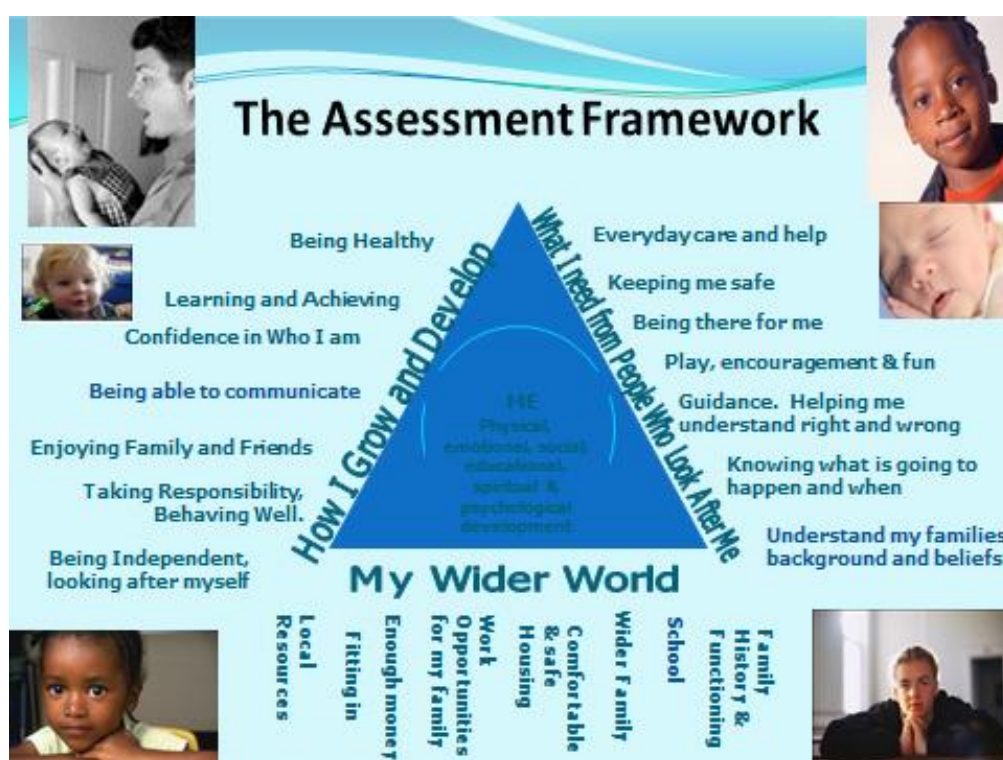 The Assessment Framework
Being Healthy
Learning and Achieving
Confidence in Who I am
Being able to communicate
Enjoying Family and Friends
Taking Responsibility,
Behaving Well.
Being Independent,
looking after myself
How I Grow and Develop
ME
Physical,
emotional, social,
educational,
spiritual &
psychological
development
What I need from People Who Look After Me
Everyday care and help
Keeping me safe
Being there for me
Play, encouragement & fun
Guidance. Helping me
understand right and wrong
Knowing what is going to
happen and when
Understand my families
background and beliefs
My Wider World
Local
Resources
Fitting in
Enough money
Work
Opportunities
for my family
Comfortable
& safe
Housing
Wider Family
School
Family
History &
Functioning